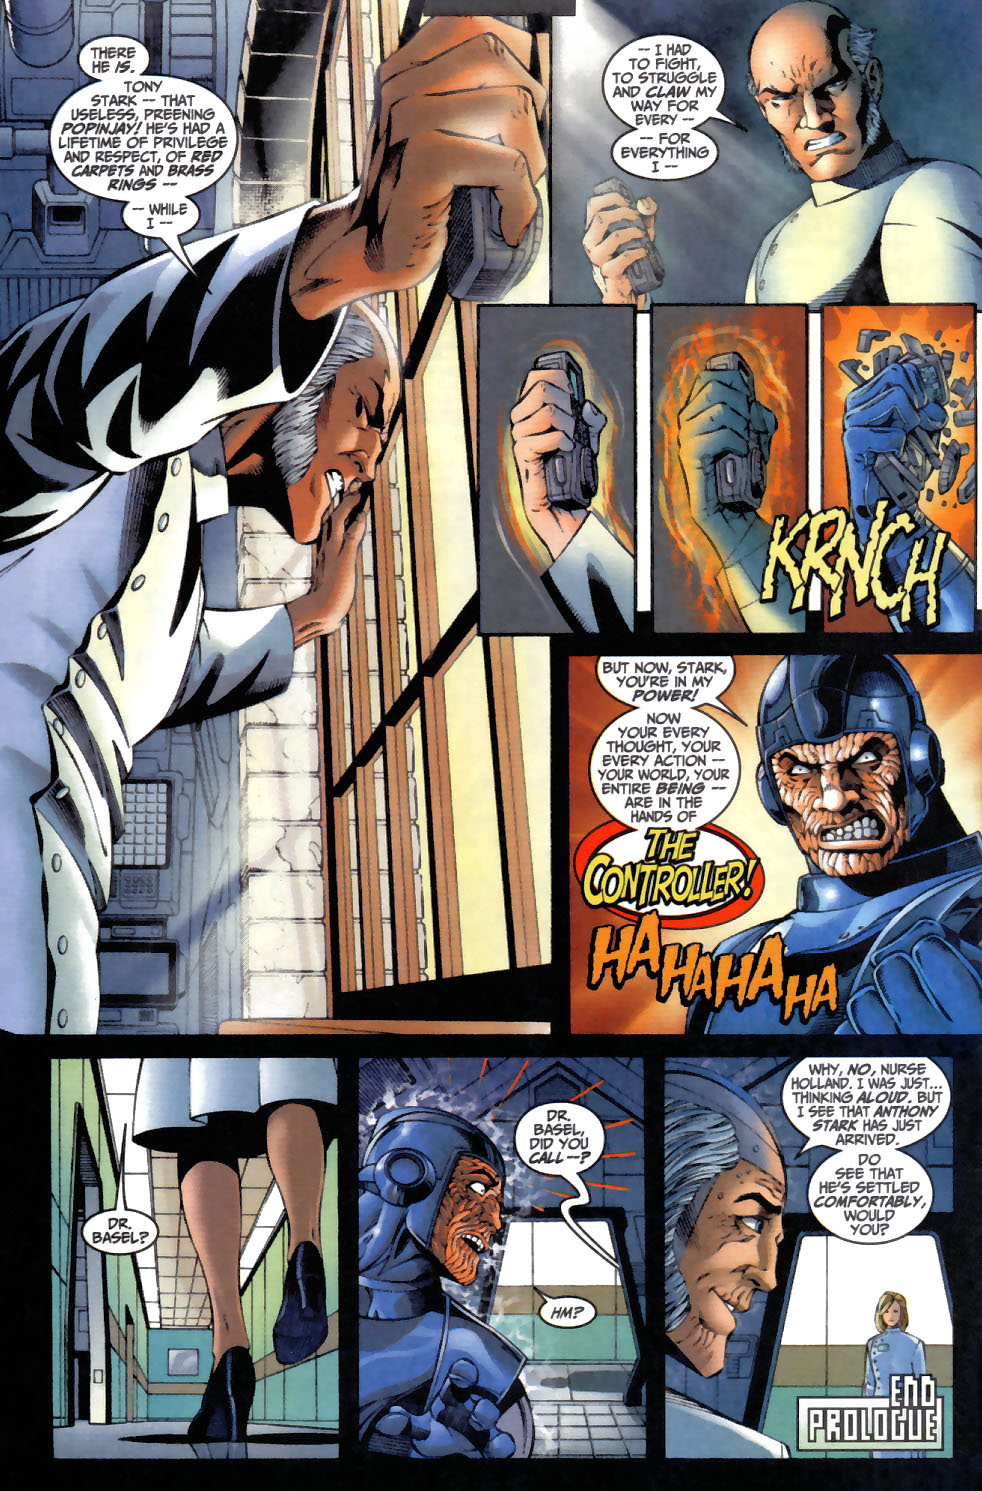 THERE
HE IS.
TONY
STARK -- THAT
USELESS, PREENING
POPINJAY! HE'S HAD A
LIFETIME OF PRIVILEGE
AND RESPECT, OF RED
CARPETS AND BRASS
RINGS --
-- WHILE
I --
-- I HAD
TO FIGHT,
TO STRUGGLE
AND CLAW MY
WAY FOR
EVERY --
-- FOR
EVERYTHING
I --
KRNCH
BUT NOW, STARK,
YOU'RE IN MY
POWER!
NOW
YOUR EVERY
THOUGHT, YOUR
EVERY ACTION --
YOUR WORLD, YOUR
ENTIRE BEING --
ARE IN THE
HANDS OF
THE
CONTROLLER!
HA HA HA HA
DR.
BASEL?
DR.
BASEL,
DID YOU
CALL --?
HM?
WHY, NO, NURSE
HOLLAND. I WAS JUST...
THINKING ALOUD. BUT
I SEE THAT ANTHONY
STARK HAS JUST
ARRIVED.
DO
SEE THAT
HE'S SETTLED
COMFORTABLY,
WOULD
YOU?
END
PROLOGUE